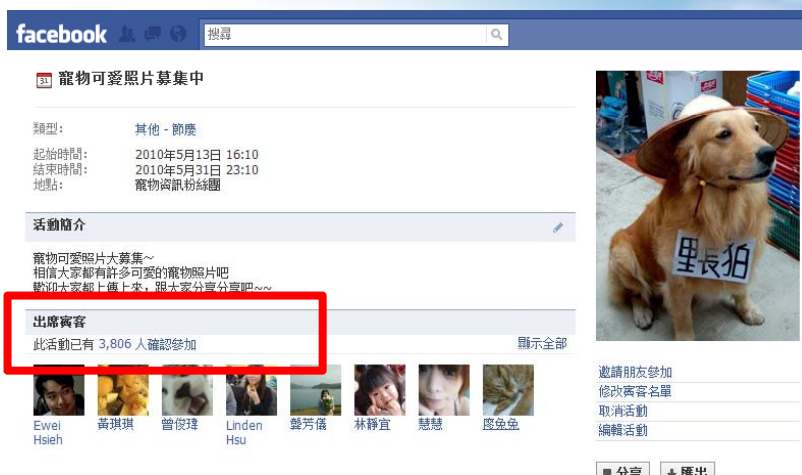 facebook
搜尋
31 寵物可愛照片募集中
類型: 其他 - 節慶
起始時間: 2010年5月13日 16:10
結束時間: 2010年5月31日 23:10
地點: 寵物資訊粉絲團
活動簡介
寵物可愛照片大募集~
相信大家都有許多可愛的寵物照片吧
歡迎大家都上傳上來，跟大家分享分享吧~~
出席賓客
此活動已有 3,806 人確認參加
顯示全部
Ewei Hsieh
黃琪琪
曾俊瑋
Linden Hsu
龔芳儀
林靜宜
慧慧
廖兔兔
里長狛
邀請朋友參加
修改賓客名單
取消活動
編輯活動
分享
匯出